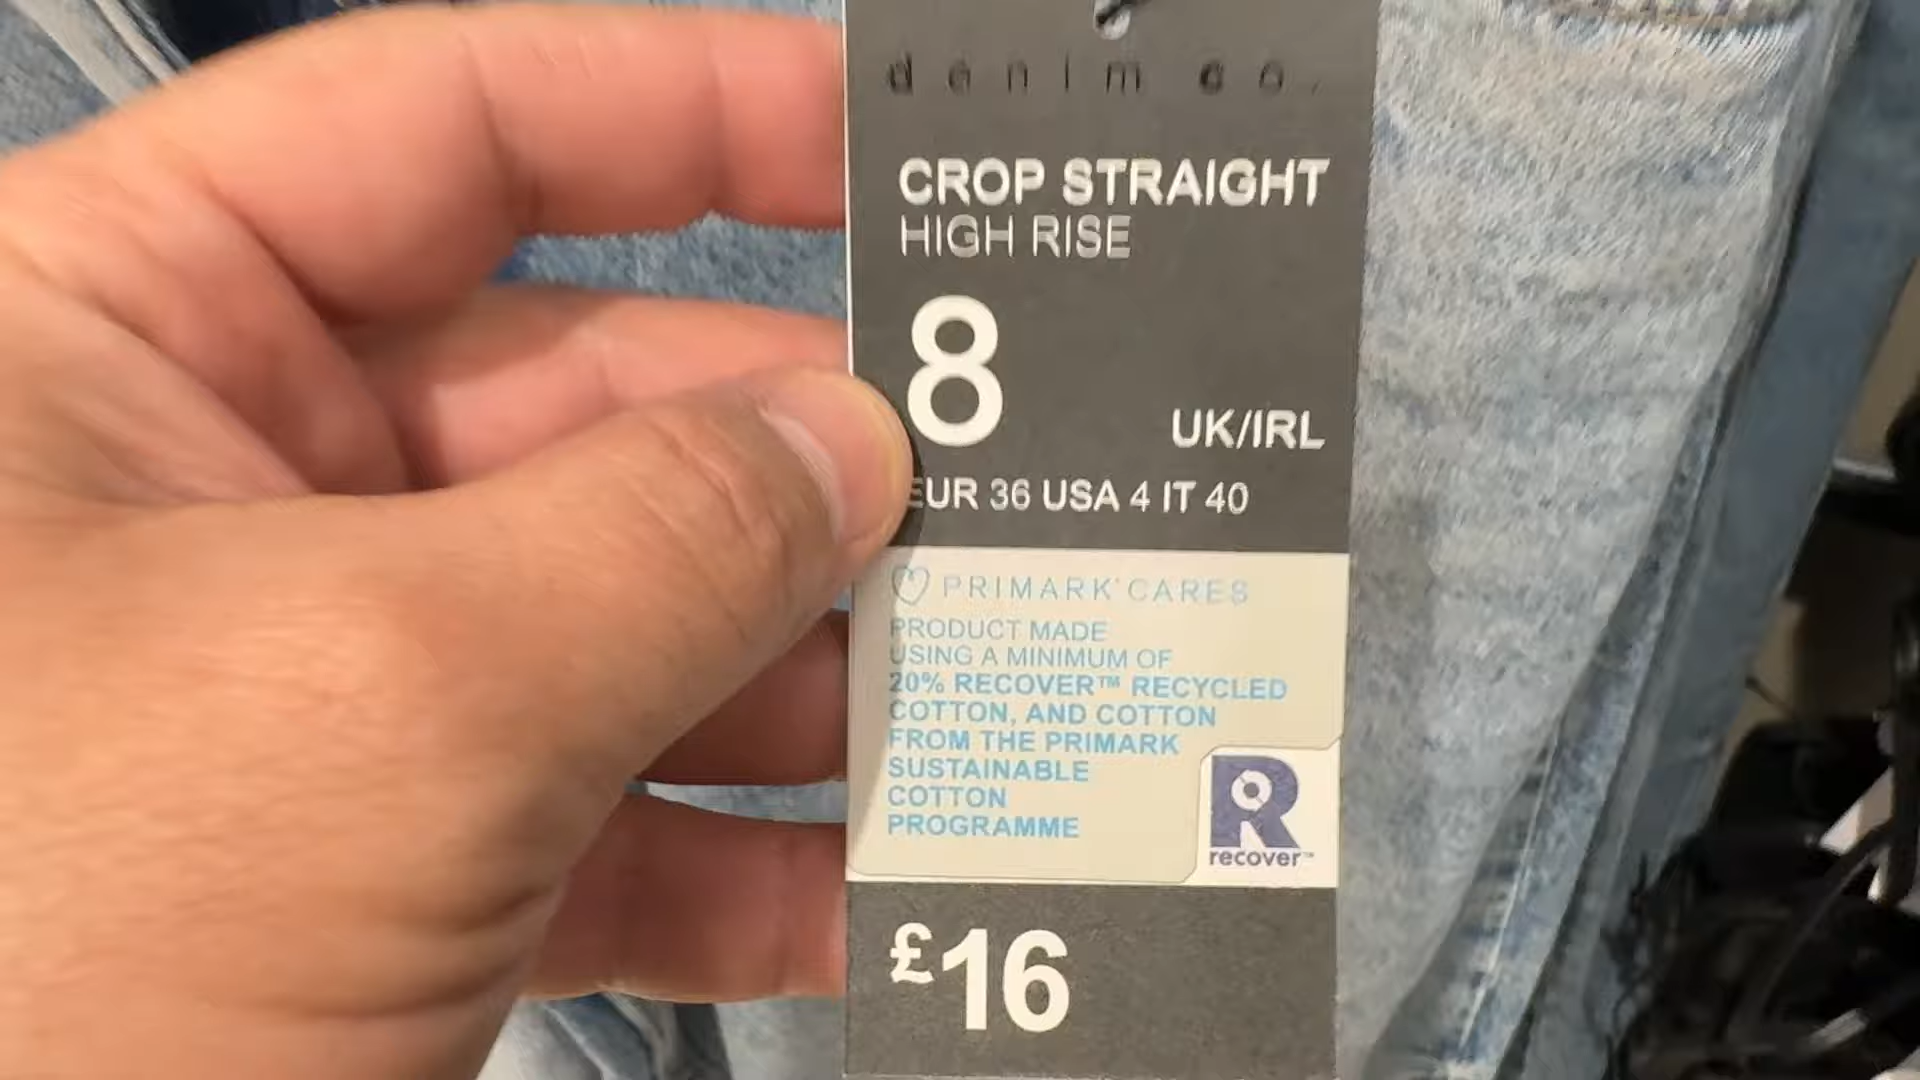 denim co.
CROP STRAIGHT
HIGH RISE
8 UK/IRL
EUR 36 USA 4 IT 40
PRIMARK® CARES
PRODUCT MADE
USING A MINIMUM OF
20% RECOVER™ RECYCLED
COTTON, AND COTTON
FROM THE PRIMARK
SUSTAINABLE
COTTON
PROGRAMME
R
recover™
£16